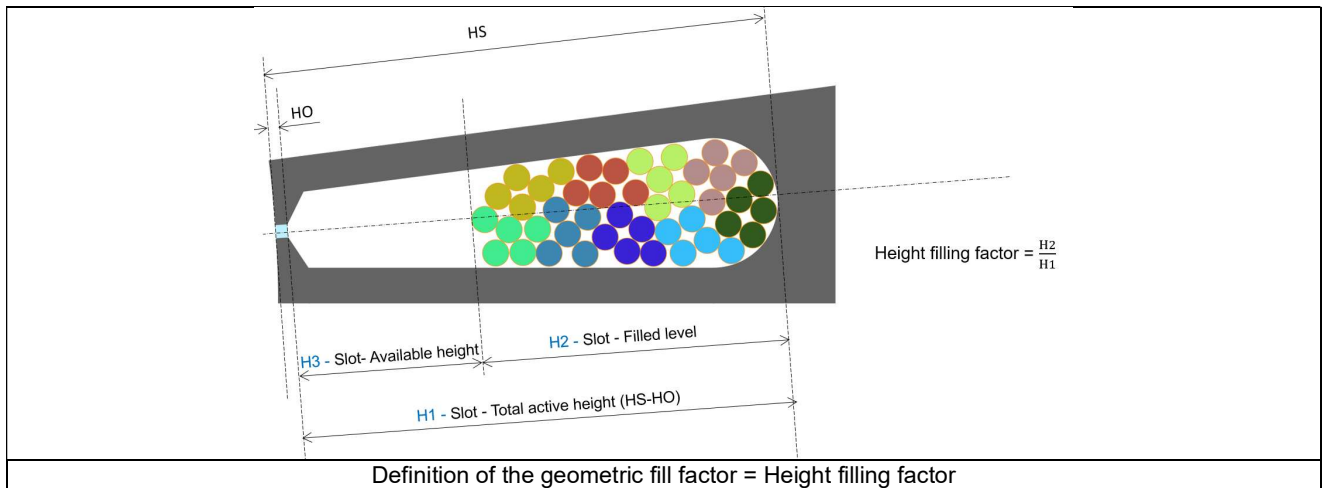 HS
HO
Height filling factor = H2/H1
H3 - Slot- Available height
H2 - Slot - Filled level
H1 - Slot - Total active height (HS-HO)
Definition of the geometric fill factor = Height filling factor